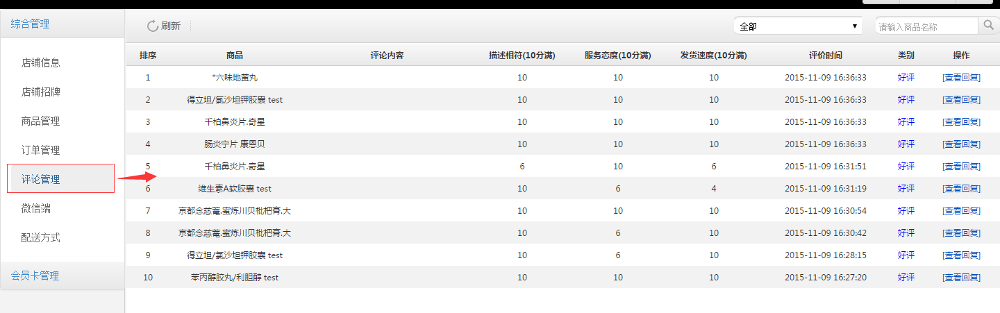 综合管理
店铺信息
店铺招牌
商品管理
订单管理
评论管理
微信端
配送方式
会员卡管理
刷新 全部 ▼ 请输入商品名称
排序 商品 评论内容 描述相符(10分满) 服务态度(10分满) 发货速度(10分满) 评价时间 类别 操作
1 *六味地黄丸 10 10 10 2015-11-09 16:36:33 好评 [查看回复]
2 得立坦/氯沙坦钾胶囊 test 10 10 10 2015-11-09 16:36:33 好评 [查看回复]
3 千柏鼻炎片.奇星 10 10 10 2015-11-09 16:36:33 好评 [查看回复]
4 肠炎宁片 康恩贝 10 10 10 2015-11-09 16:36:33 好评 [查看回复]
5 千柏鼻炎片.奇星 6 10 6 2015-11-09 16:31:51 好评 [查看回复]
6 维生素A软胶囊 test 10 6 4 2015-11-09 16:31:19 好评 [查看回复]
7 京都念慈菴.蜜炼川贝枇杷膏.大 10 10 10 2015-11-09 16:30:54 好评 [查看回复]
8 京都念慈菴.蜜炼川贝枇杷膏.大 10 6 10 2015-11-09 16:30:42 好评 [查看回复]
9 得立坦/氯沙坦钾胶囊 test 10 6 10 2015-11-09 16:28:15 好评 [查看回复]
10 苯丙醇胶丸/利胆醇 test 10 10 10 2015-11-09 16:27:20 好评 [查看回复]